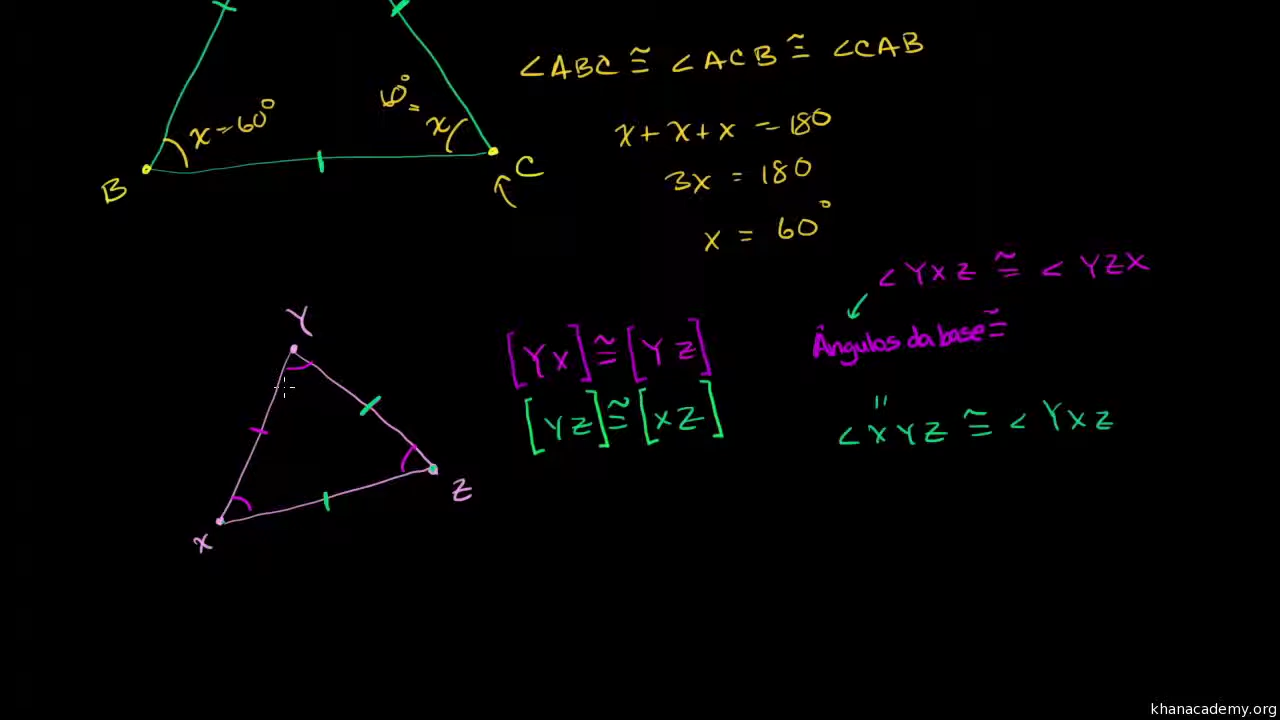 ∠ABC ≅ ∠ACB ≅ ∠CAB
x = 60°
60° = x
x + x + x = 180
B
C
3x = 180
x = 60°
∠YXZ ≅ ∠YZX
Y
[YX] ≅ [YZ]
Ângulos da base ≅
[YZ] ≅ [XZ]
∠XYZ ≅ ∠YXZ
Z
X
khanacademy.org